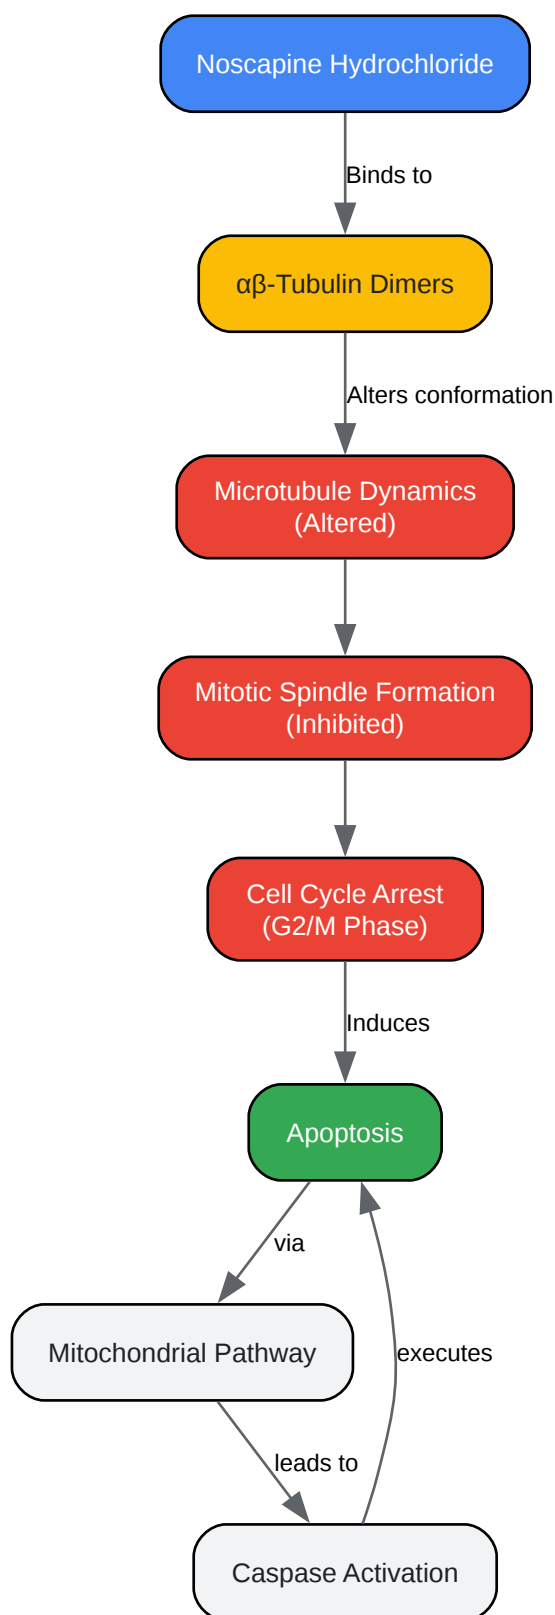 Noscapine Hydrochloride
Binds to
αβ-Tubulin Dimers
Alters conformation
Microtubule Dynamics
(Altered)
Mitotic Spindle Formation
(Inhibited)
Cell Cycle Arrest
(G2/M Phase)
Induces
Apoptosis
via
Mitochondrial Pathway
executes
leads to
Caspase Activation